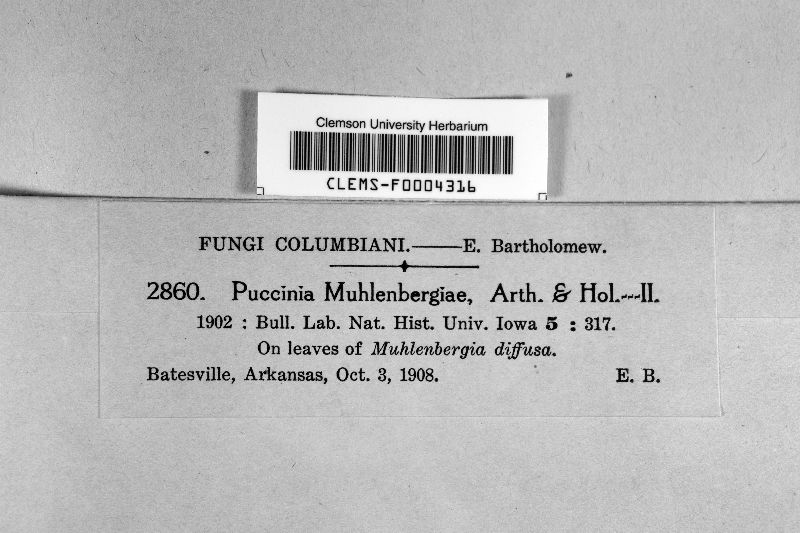 Clemson University Herbarium
CLEMS-F0004316
FUNGI COLUMBIANI.——E. Bartholomew.
2860. Puccinia Muhlenbergiae, Arth. & Hol.---II.
1902 : Bull. Lab. Nat. Hist. Univ. Iowa 5 : 317.
On leaves of Muhlenbergia diffusa.
Batesville, Arkansas, Oct. 3, 1908. E. B.